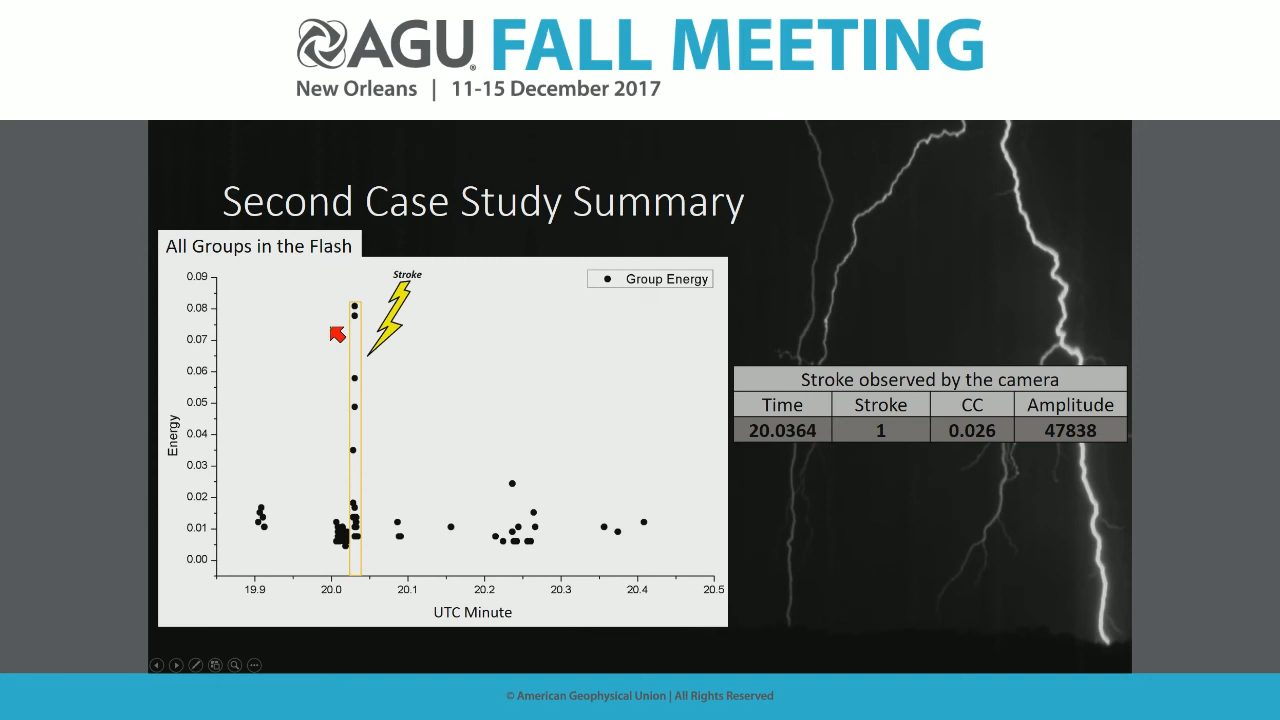 AGU FALL MEETING
New Orleans | 11-15 December 2017
Second Case Study Summary
All Groups in the Flash
Stroke
Group Energy
0.09
0.08
0.07
0.06
0.05
0.04
0.03
0.02
0.01
0.00
Energy
19.9 20.0 20.1 20.2 20.3 20.4 20.5
UTC Minute
Stroke observed by the camera
Time Stroke CC Amplitude
20.0364 1 0.026 47838
© American Geophysical Union | All Rights Reserved